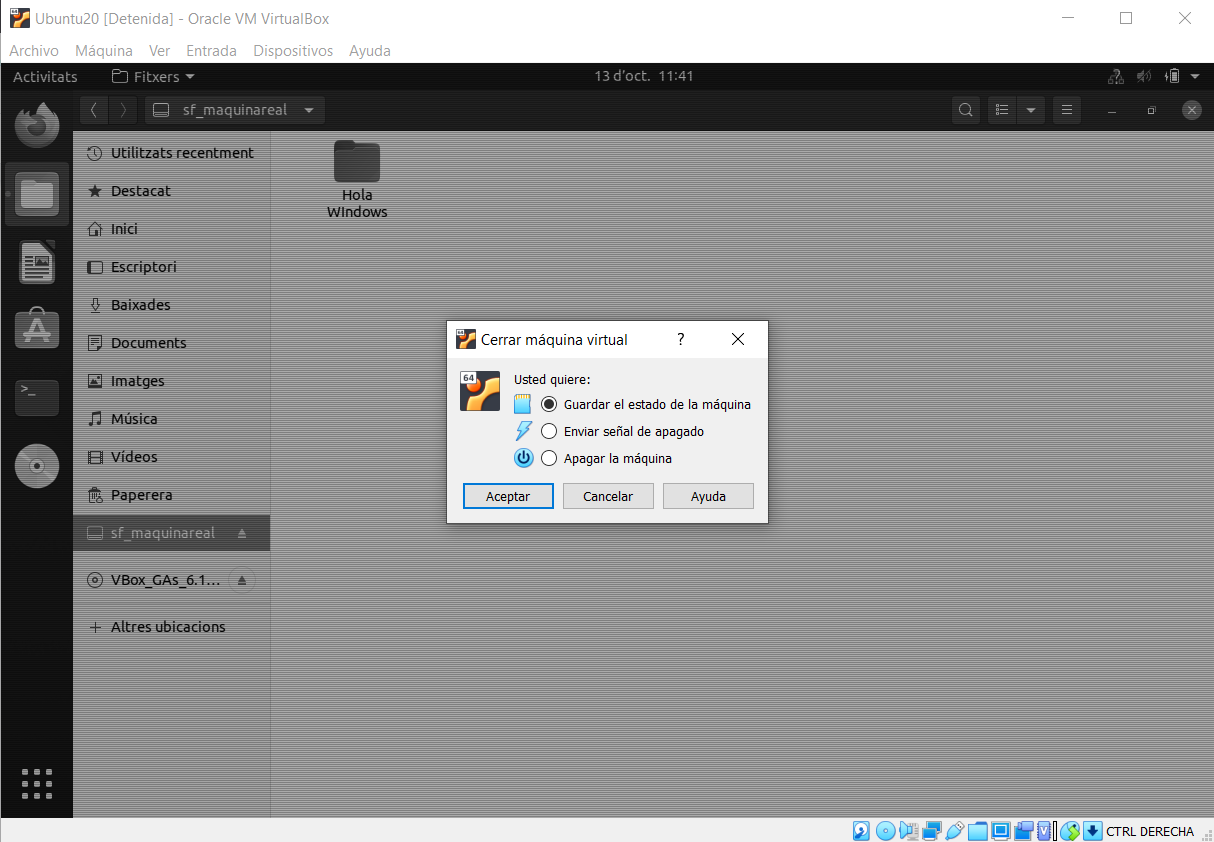 Ubuntu20 [Detenida] - Oracle VM VirtualBox
Archivo Máquina Ver Entrada Dispositivos Ayuda
Activitats Fitxers 13 d'oct. 11:41
sf_maquinareal
Utilitzats recentment
Destacat
Inici
Escriptori
Baixades
Documents
Imatges
Música
Vídeos
Paperera
sf_maquinareal
VBox_GAs_6.1...
Altres ubicacions
Hola
WIndows
Cerrar máquina virtual
64
Usted quiere:
Guardar el estado de la máquina
Enviar señal de apagado
Apagar la máquina
Aceptar Cancelar Ayuda
CTRL DERECHA